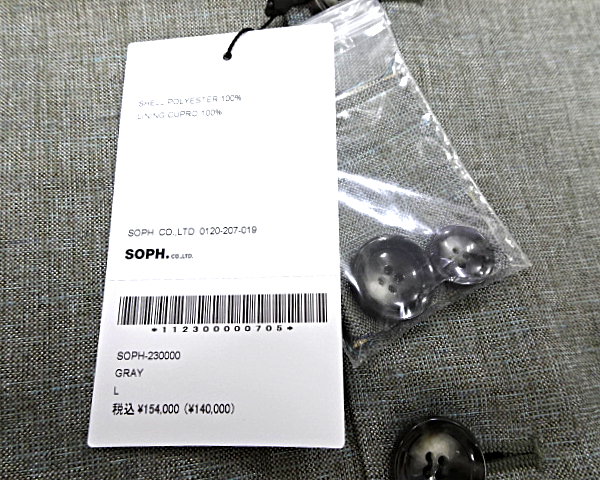 SHELL POLYESTER 100%
LINING CUPRO 100%
SOPH. CO.,LTD 0120-207-019
SOPH. CO.,LTD.
*112300000705*
SOPH-230000
GRAY
L
税込 ¥154,000 (¥140,000)